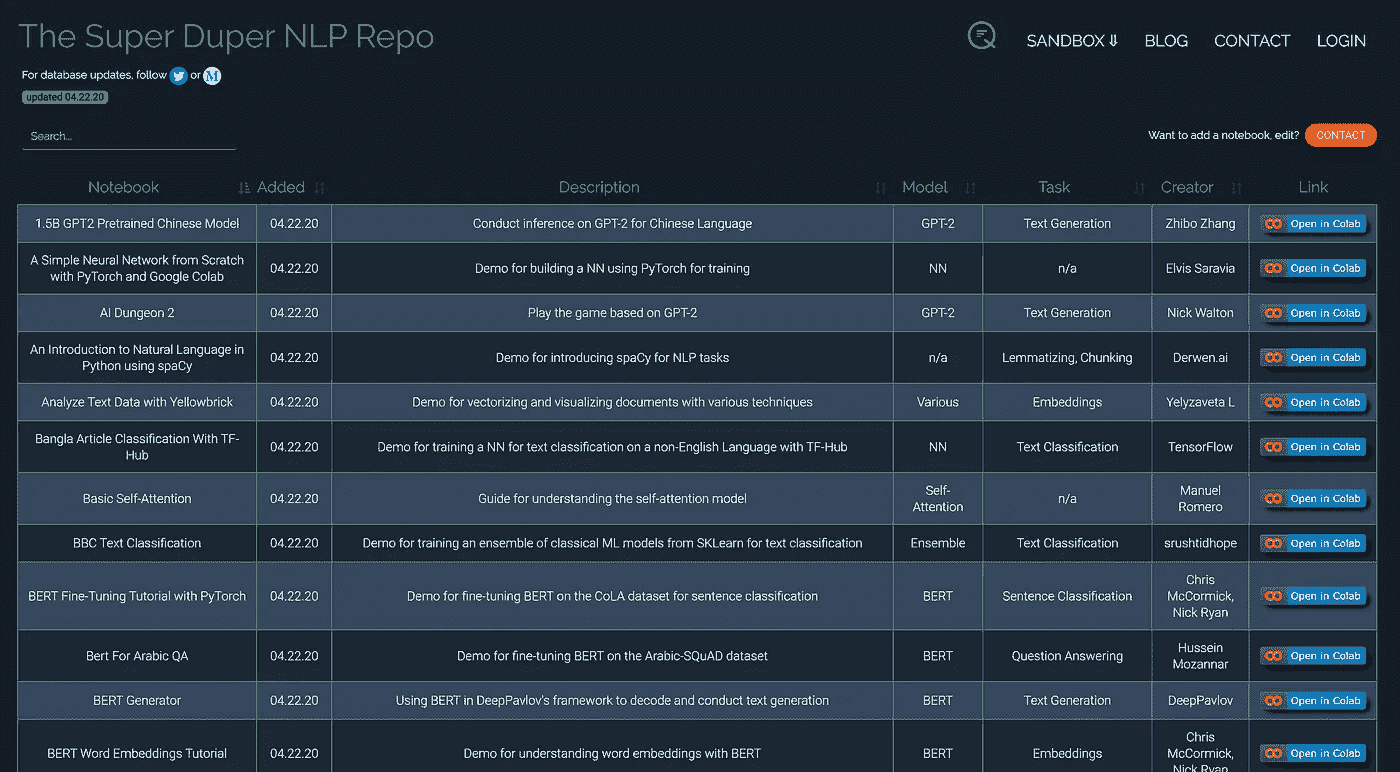 The Super Duper NLP Repo
SANDBOX ⇓ BLOG CONTACT LOGIN
For database updates, follow or M
updated 04.22.20
Search...
Want to add a notebook, edit? CONTACT
Notebook Added Description Model Task Creator Link
1.5B GPT2 Pretrained Chinese Model 04.22.20 Conduct inference on GPT-2 for Chinese Language GPT-2 Text Generation Zhibo Zhang Open in Colab
A Simple Neural Network from Scratch
with PyTorch and Google Colab 04.22.20 Demo for building a NN using PyTorch for training NN n/a Elvis Saravia Open in Colab
AI Dungeon 2 04.22.20 Play the game based on GPT-2 GPT-2 Text Generation Nick Walton Open in Colab
An Introduction to Natural Language in
Python using spaCy 04.22.20 Demo for introducing spaCy for NLP tasks n/a Lemmatizing, Chunking Derwen.ai Open in Colab
Analyze Text Data with Yellowbrick 04.22.20 Demo for vectorizing and visualizing documents with various techniques Various Embeddings Yelyzaveta L Open in Colab
Bangla Article Classification With TF-
Hub 04.22.20 Demo for training a NN for text classification on a non-English Language with TF-Hub NN Text Classification TensorFlow Open in Colab
Basic Self-Attention 04.22.20 Guide for understanding the self-attention model Self-
Attention n/a Manuel
Romero Open in Colab
BBC Text Classification 04.22.20 Demo for training an ensemble of classical ML models from SKLearn for text classification Ensemble Text Classification srushtidhope Open in Colab
BERT Fine-Tuning Tutorial with PyTorch 04.22.20 Demo for fine-tuning BERT on the CoLA dataset for sentence classification BERT Sentence Classification Chris
McCormick,
Nick Ryan Open in Colab
Bert For Arabic QA 04.22.20 Demo for fine-tuning BERT on the Arabic-SQuAD dataset BERT Question Answering Hussein
Mozannar Open in Colab
BERT Generator 04.22.20 Using BERT in DeepPavlov's framework to decode and conduct text generation BERT Text Generation DeepPavlov Open in Colab
BERT Word Embeddings Tutorial 04.22.20 Demo for understanding word embeddings with BERT BERT Embeddings Chris
McCormick,
Nick Ryan Open in Colab